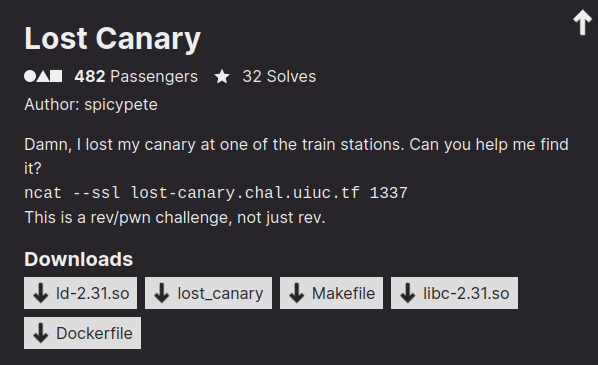 Lost Canary
482 Passengers 32 Solves
Author: spicypete
Damn, I lost my canary at one of the train stations. Can you help me find
it?
ncat --ssl lost-canary.chal.uiuc.tf 1337
This is a rev/pwn challenge, not just rev.
Downloads
ld-2.31.so lost_canary Makefile libc-2.31.so
Dockerfile